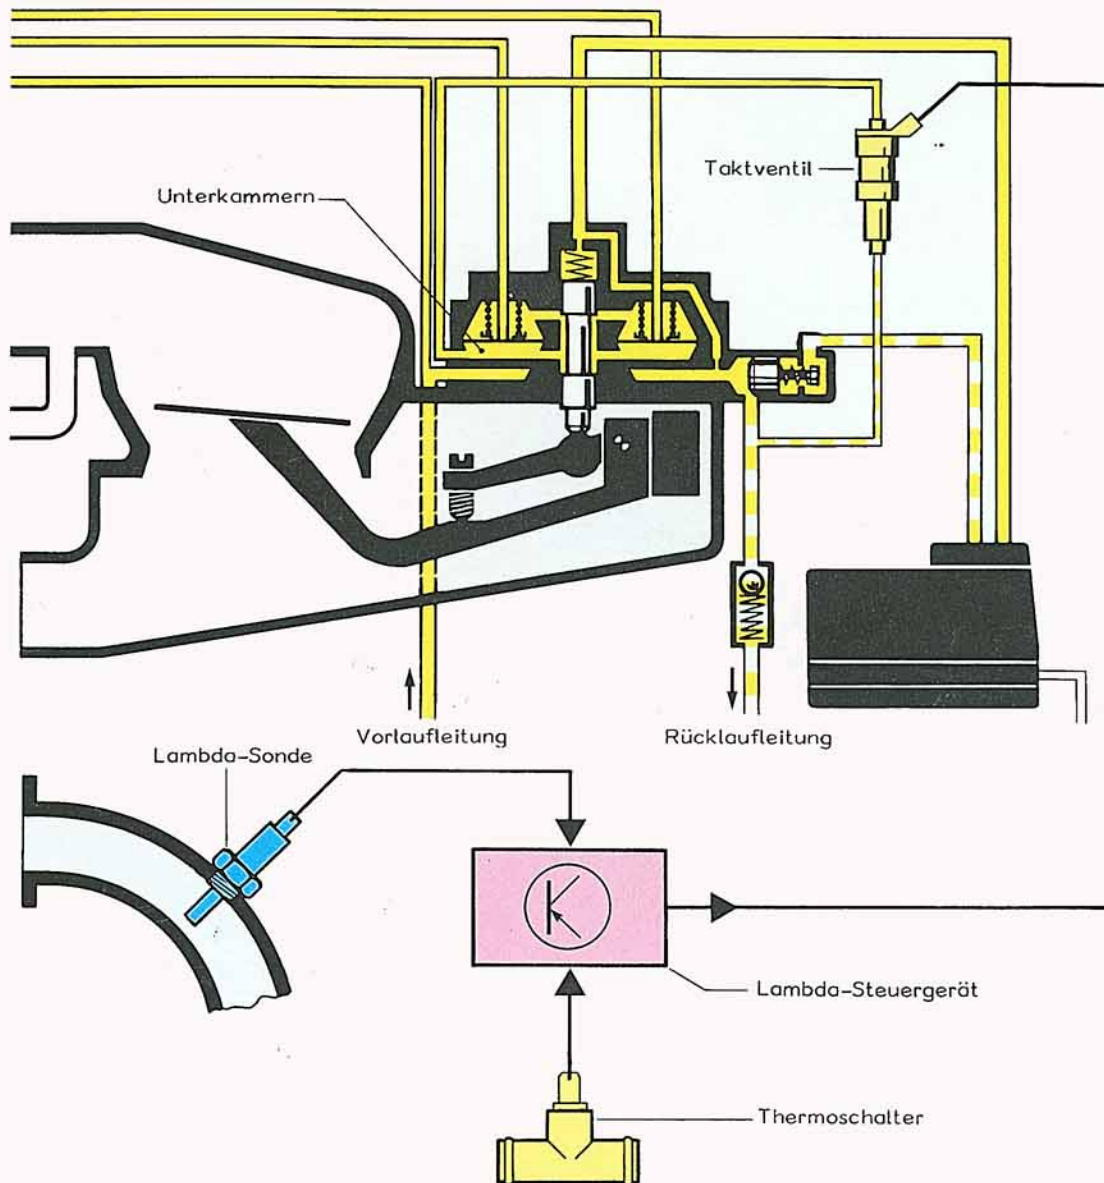 Taktventil
Unterkammern
Vorlaufleitung
Rücklaufleitung
Lambda-Sonde
Lambda-Steuergerät
Thermoschalter